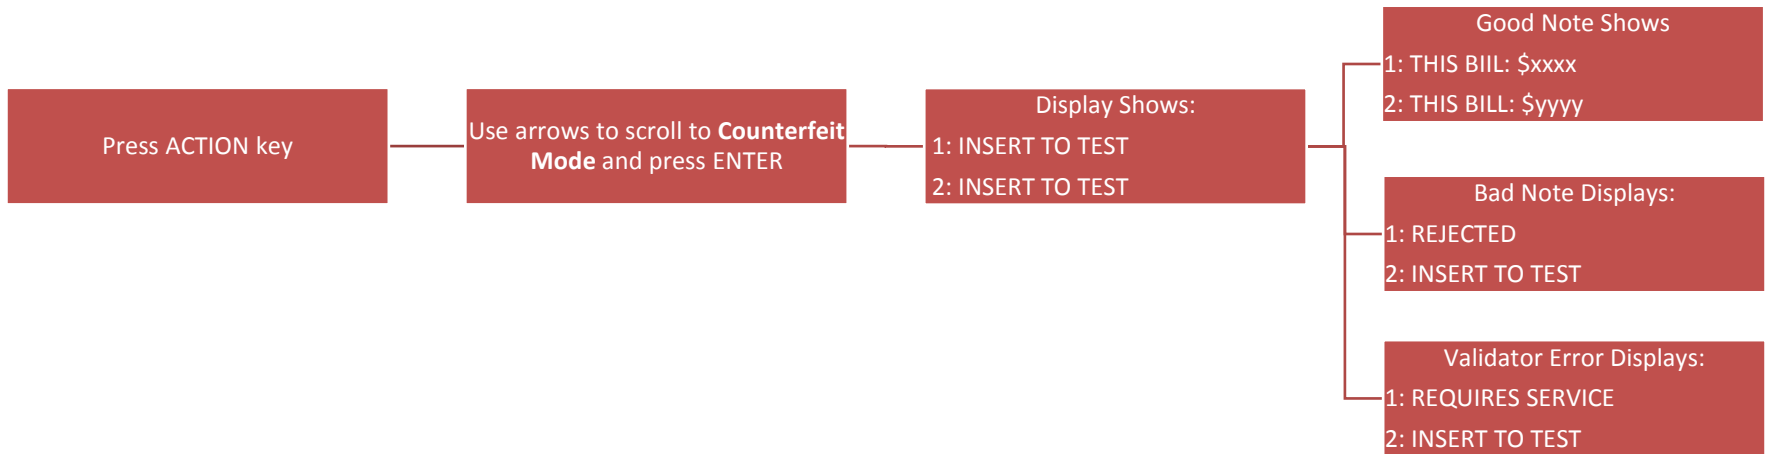 Press ACTION key
Use arrows to scroll to Counterfeit
Mode and press ENTER
Display Shows:
1: INSERT TO TEST
2: INSERT TO TEST
Good Note Shows
1: THIS BIIL: $xxxx
2: THIS BILL: $yyyy
Bad Note Displays:
1: REJECTED
2: INSERT TO TEST
Validator Error Displays:
1: REQUIRES SERVICE
2: INSERT TO TEST